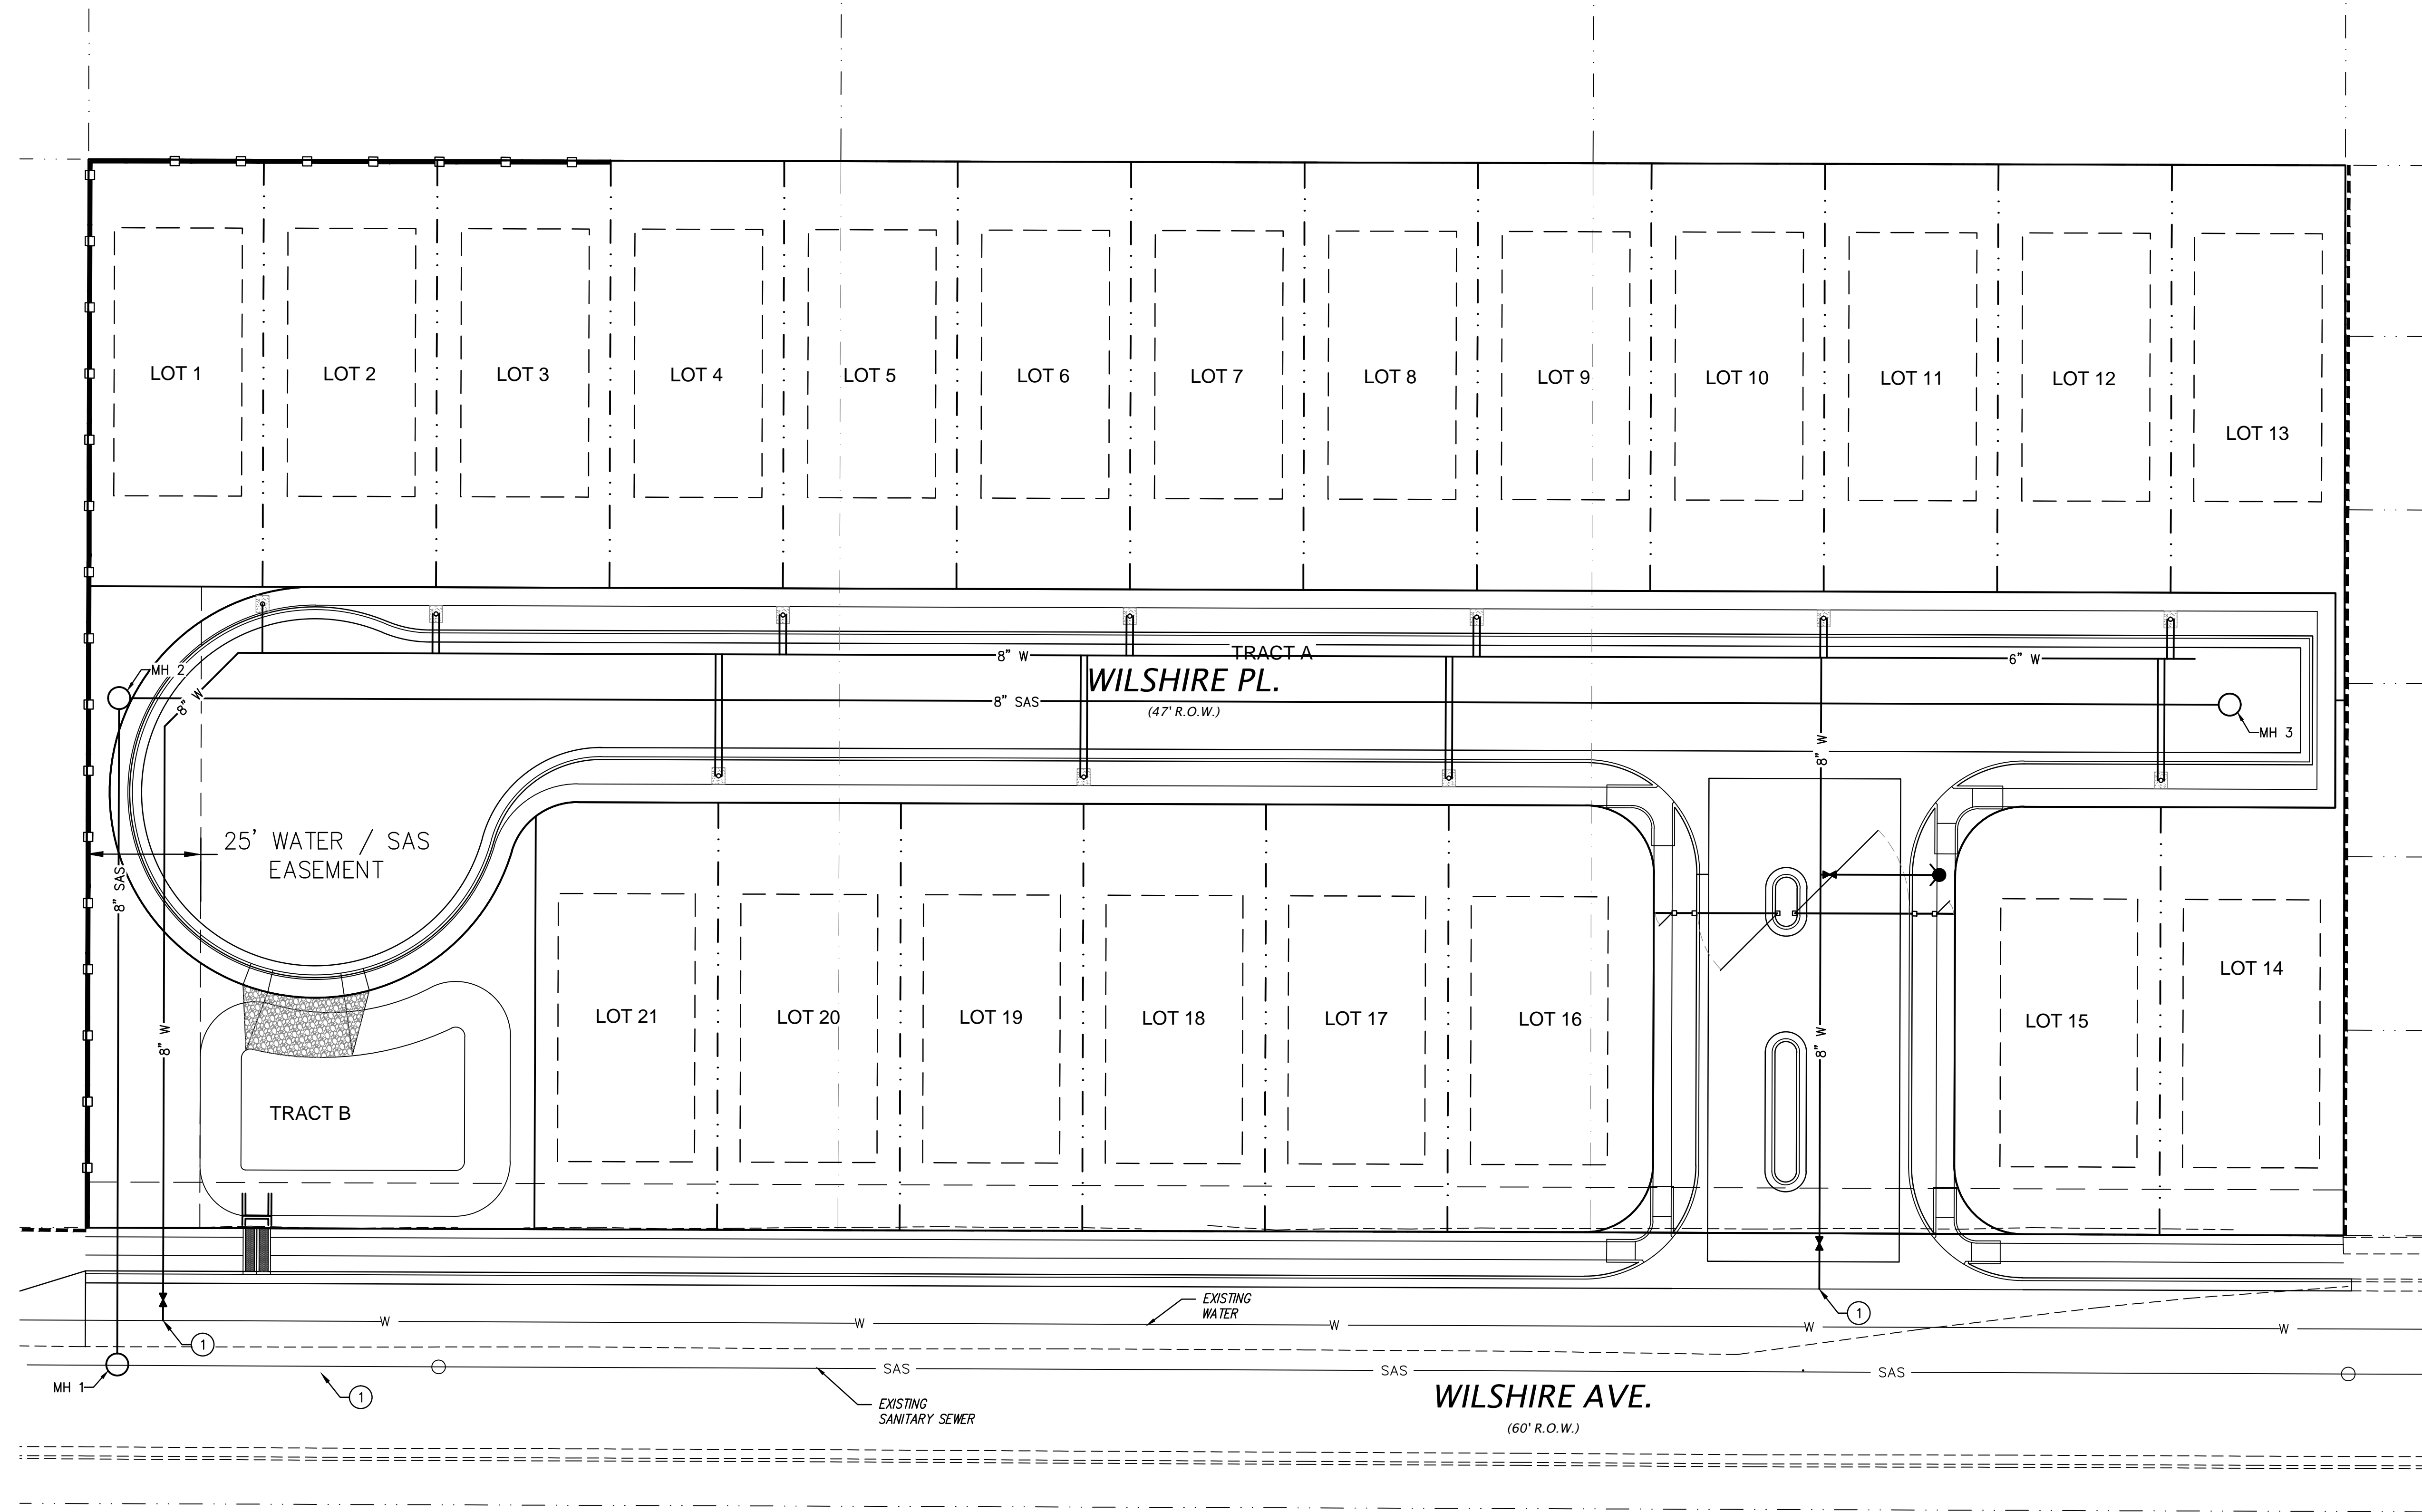 LOT 1
LOT 2
LOT 3
LOT 4
LOT 5
LOT 6
LOT 7
LOT 8
LOT 9
LOT 10
LOT 11
LOT 12
LOT 13
8" W
TRACT A
6" W
MH 2
WILSHIRE PL.
8" W
8" SAS
(47' R.O.W.)
MH 3
8" W
25' WATER / SAS
EASEMENT
8" SAS
LOT 14
LOT 21
LOT 20
LOT 19
LOT 18
LOT 17
LOT 16
LOT 15
8" W
8" W
TRACT B
EXISTING
WATER
1
W
W
W
W
W
1
SAS
SAS
SAS
MH 1
1
EXISTING
SANITARY SEWER
WILSHIRE AVE.
(60' R.O.W.)